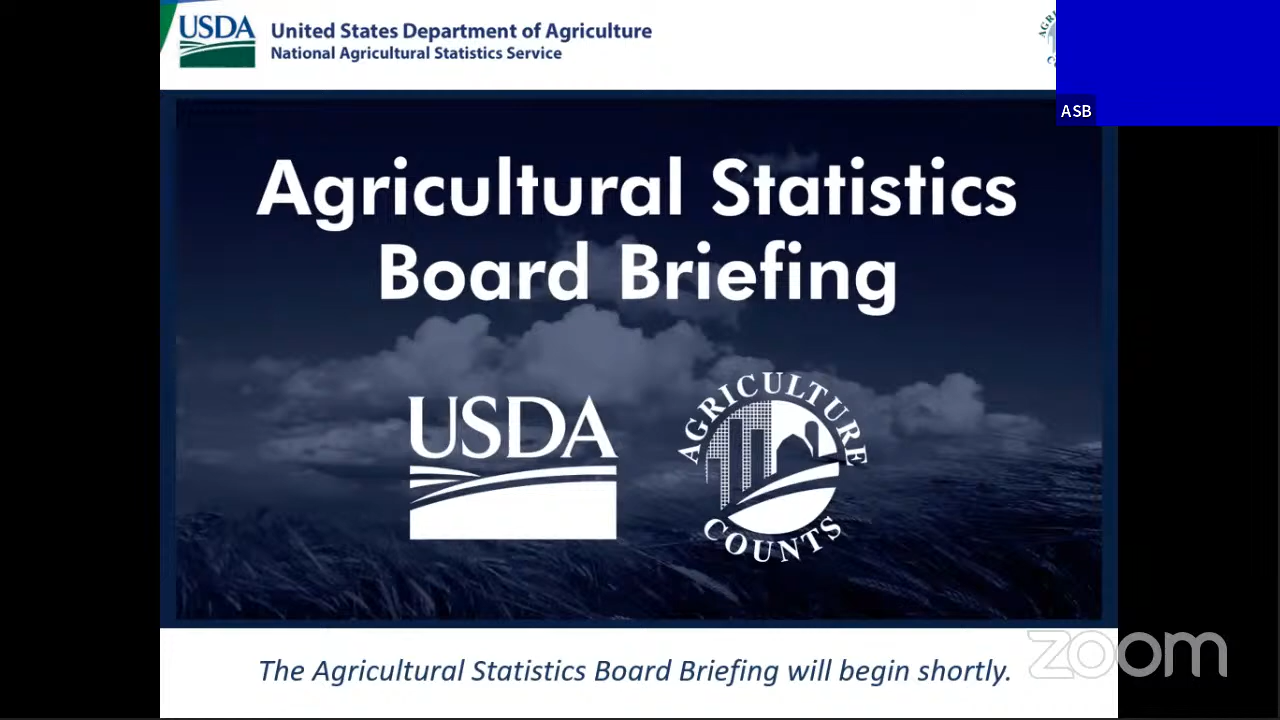 USDA
United States Department of Agriculture
National Agricultural Statistics Service
ASB
Agricultural Statistics
Board Briefing
USDA
AGRICULTURE
COUNTS
The Agricultural Statistics Board Briefing will begin shortly.
zoom